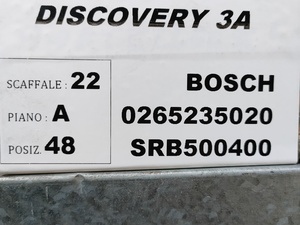 DISCOVERY 3A
SCAFFALE : 22
BOSCH
PIANO : A
0265235020
POSIZ. 48
SRB500400